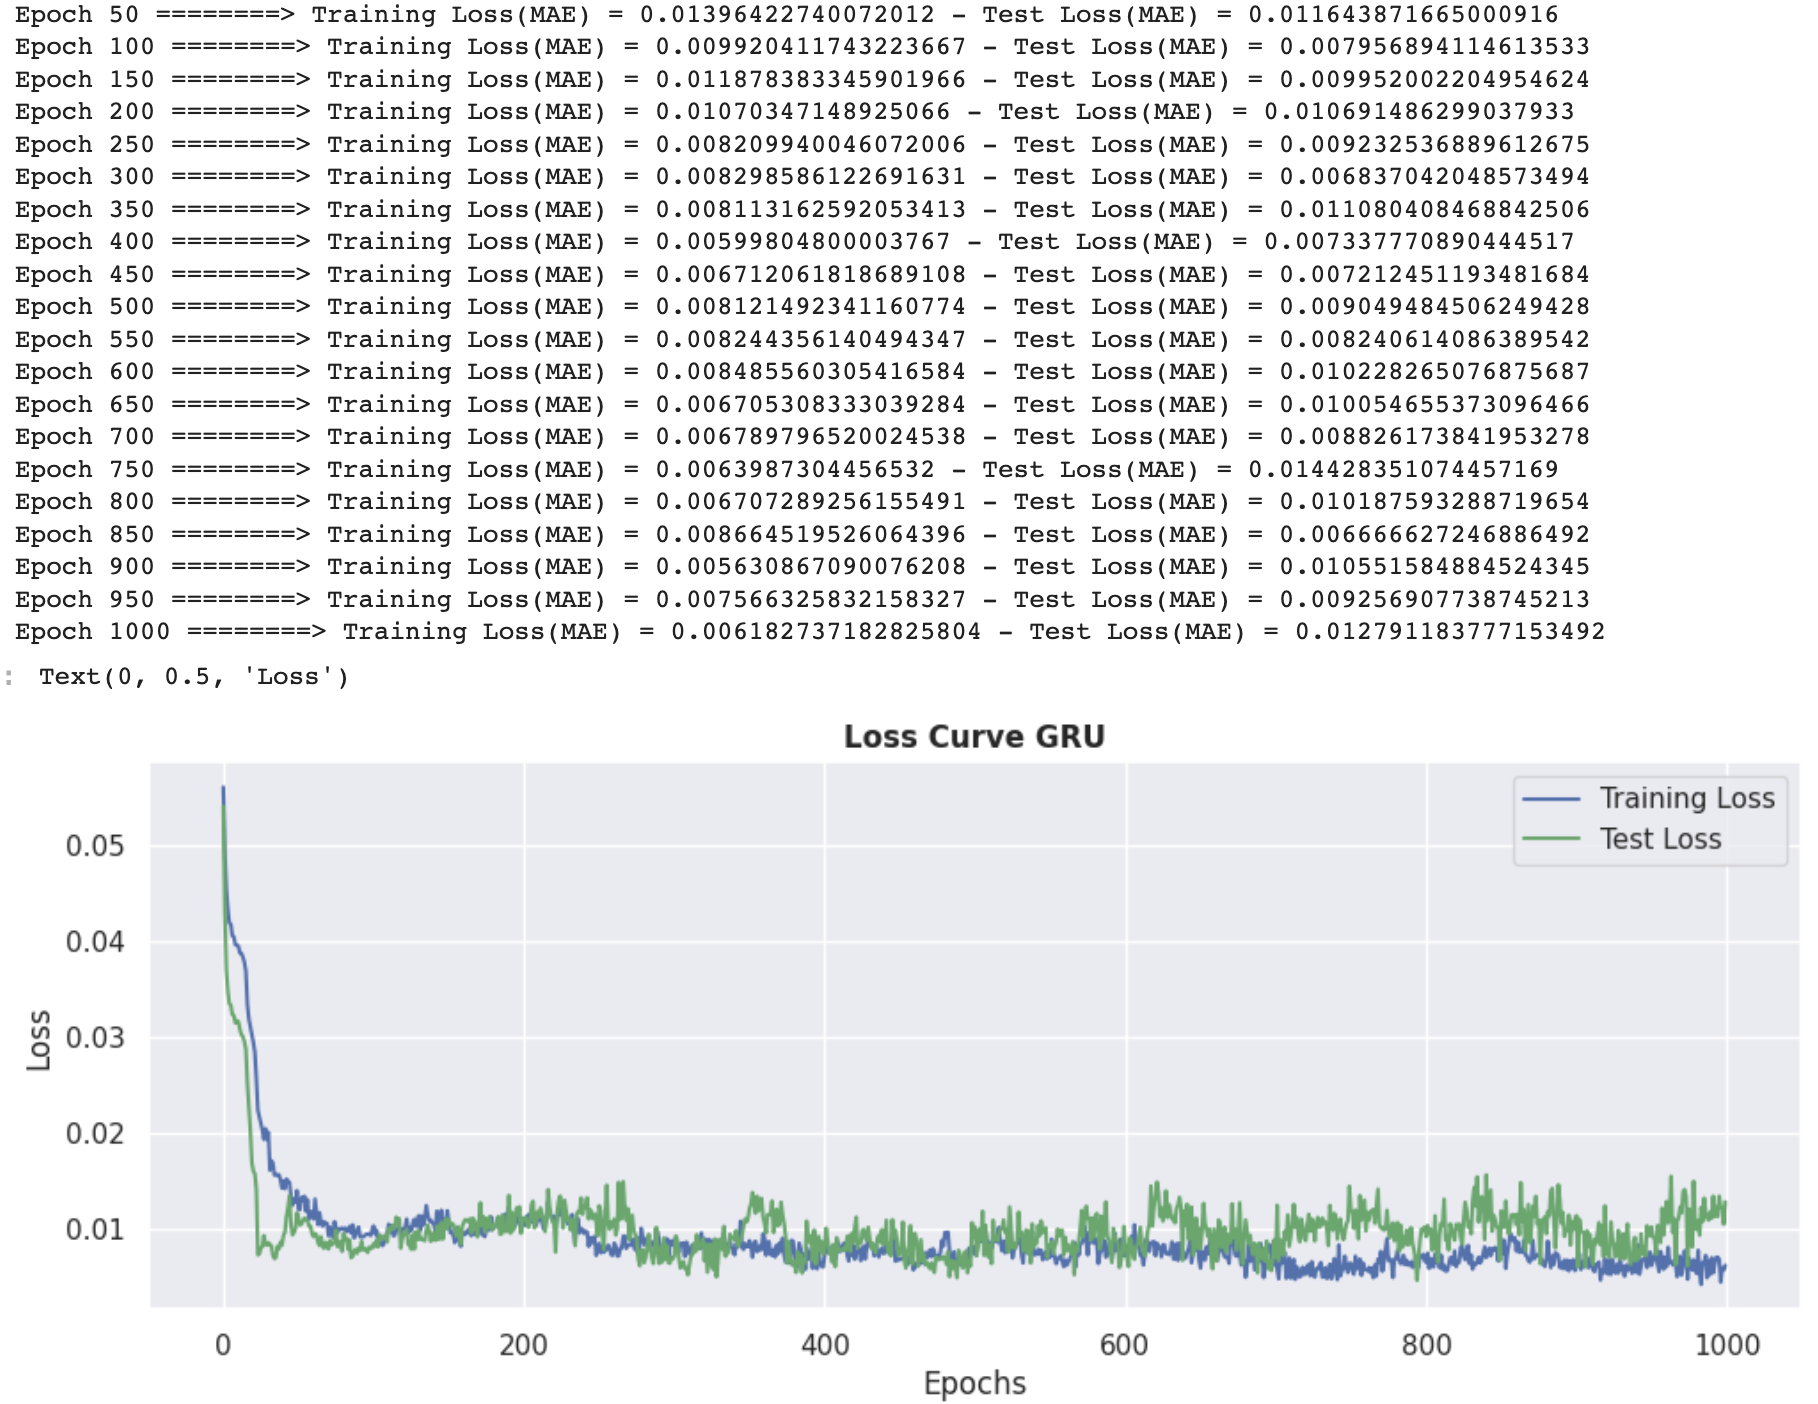 Epoch 50 ========> Training Loss(MAE) = 0.01396422740072012 - Test Loss(MAE) = 0.011643871665000916
Epoch 100 ========> Training Loss(MAE) = 0.009920411743223667 - Test Loss(MAE) = 0.007956894114613533
Epoch 150 ========> Training Loss(MAE) = 0.011878383345901966 - Test Loss(MAE) = 0.009952002204954624
Epoch 200 ========> Training Loss(MAE) = 0.01070347148925066 - Test Loss(MAE) = 0.010691486299037933
Epoch 250 ========> Training Loss(MAE) = 0.008209940046072006 - Test Loss(MAE) = 0.009232536889612675
Epoch 300 ========> Training Loss(MAE) = 0.008298586122691631 - Test Loss(MAE) = 0.006837042048573494
Epoch 350 ========> Training Loss(MAE) = 0.008113162592053413 - Test Loss(MAE) = 0.011080408468842506
Epoch 400 ========> Training Loss(MAE) = 0.00599804800003767 - Test Loss(MAE) = 0.007337770890444517
Epoch 450 ========> Training Loss(MAE) = 0.006712061818689108 - Test Loss(MAE) = 0.007212451193481684
Epoch 500 ========> Training Loss(MAE) = 0.008121492341160774 - Test Loss(MAE) = 0.009049484506249428
Epoch 550 ========> Training Loss(MAE) = 0.008244356140494347 - Test Loss(MAE) = 0.008240614086389542
Epoch 600 ========> Training Loss(MAE) = 0.008485560305416584 - Test Loss(MAE) = 0.010228265076875687
Epoch 650 ========> Training Loss(MAE) = 0.006705308333039284 - Test Loss(MAE) = 0.010054655373096466
Epoch 700 ========> Training Loss(MAE) = 0.006789796520024538 - Test Loss(MAE) = 0.008826173841953278
Epoch 750 ========> Training Loss(MAE) = 0.0063987304456532 - Test Loss(MAE) = 0.014428351074457169
Epoch 800 ========> Training Loss(MAE) = 0.006707289256155491 - Test Loss(MAE) = 0.010187593288719654
Epoch 850 ========> Training Loss(MAE) = 0.008664519526064396 - Test Loss(MAE) = 0.006666627246886492
Epoch 900 ========> Training Loss(MAE) = 0.005630867090076208 - Test Loss(MAE) = 0.010551584884524345
Epoch 950 ========> Training Loss(MAE) = 0.007566325832158327 - Test Loss(MAE) = 0.009256907738745213
Epoch 1000 ========> Training Loss(MAE) = 0.006182737182825804 - Test Loss(MAE) = 0.012791183777153492
: Text(0, 0.5, 'Loss')
Loss Curve GRU
Training Loss
Test Loss
0.05
0.04
0.03
0.02
0.01
Loss
0 200 400 600 800 1000
Epochs